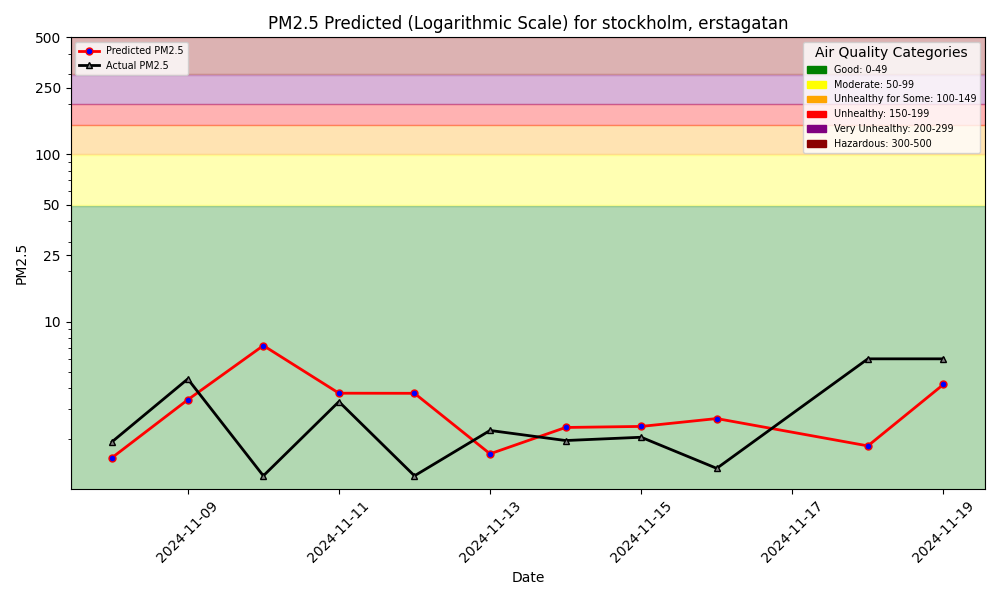 PM2.5 Predicted (Logarithmic Scale) for stockholm, erstagatan
Predicted PM2.5
Actual PM2.5
Air Quality Categories
Good: 0-49
Moderate: 50-99
Unhealthy for Some: 100-149
Unhealthy: 150-199
Very Unhealthy: 200-299
Hazardous: 300-500
500
250
100
50
25
10
PM2.5
2024-11-09
2024-11-11
2024-11-13
2024-11-15
2024-11-17
2024-11-19
Date